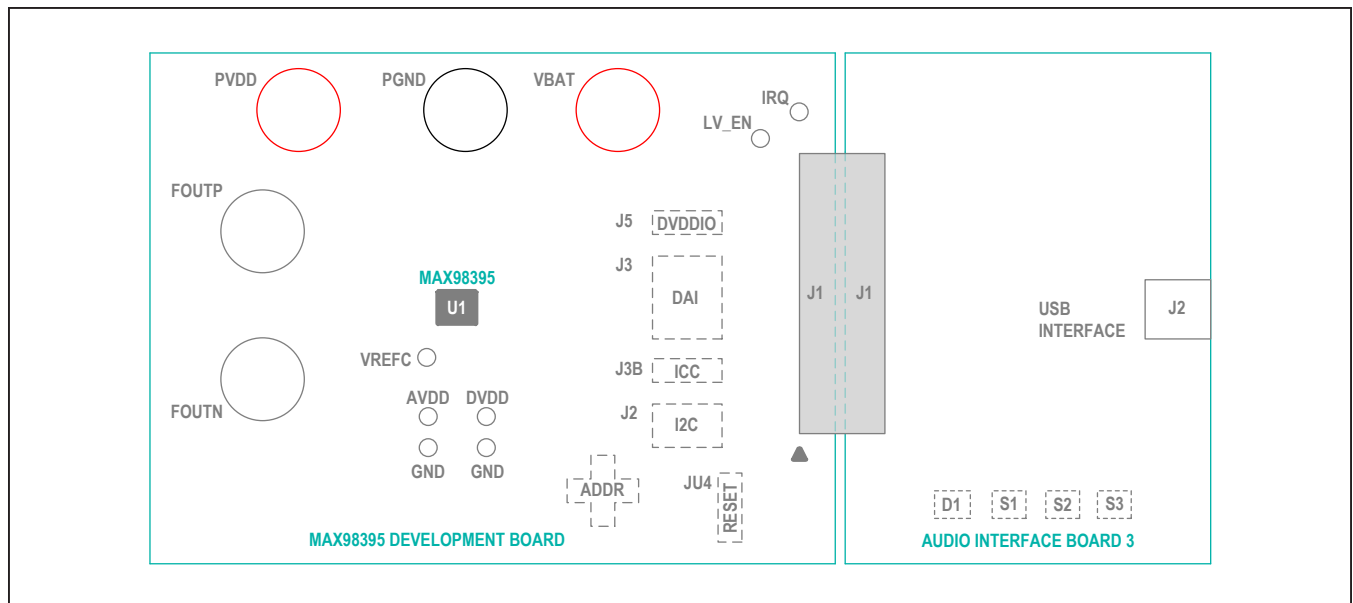 PVDD
PGND
VBAT
IRQ
LV_EN
FOUTP
J5
DVDDIO
J3
DAI
MAX98395
U1
J1
J1
USB
INTERFACE
J2
VREFC
J3B
ICC
FOUTN
AVDD
DVDD
J2
I2C
GND
GND
ADDR
JU4
RESET
D1
S1
S2
S3
MAX98395 DEVELOPMENT BOARD
AUDIO INTERFACE BOARD 3